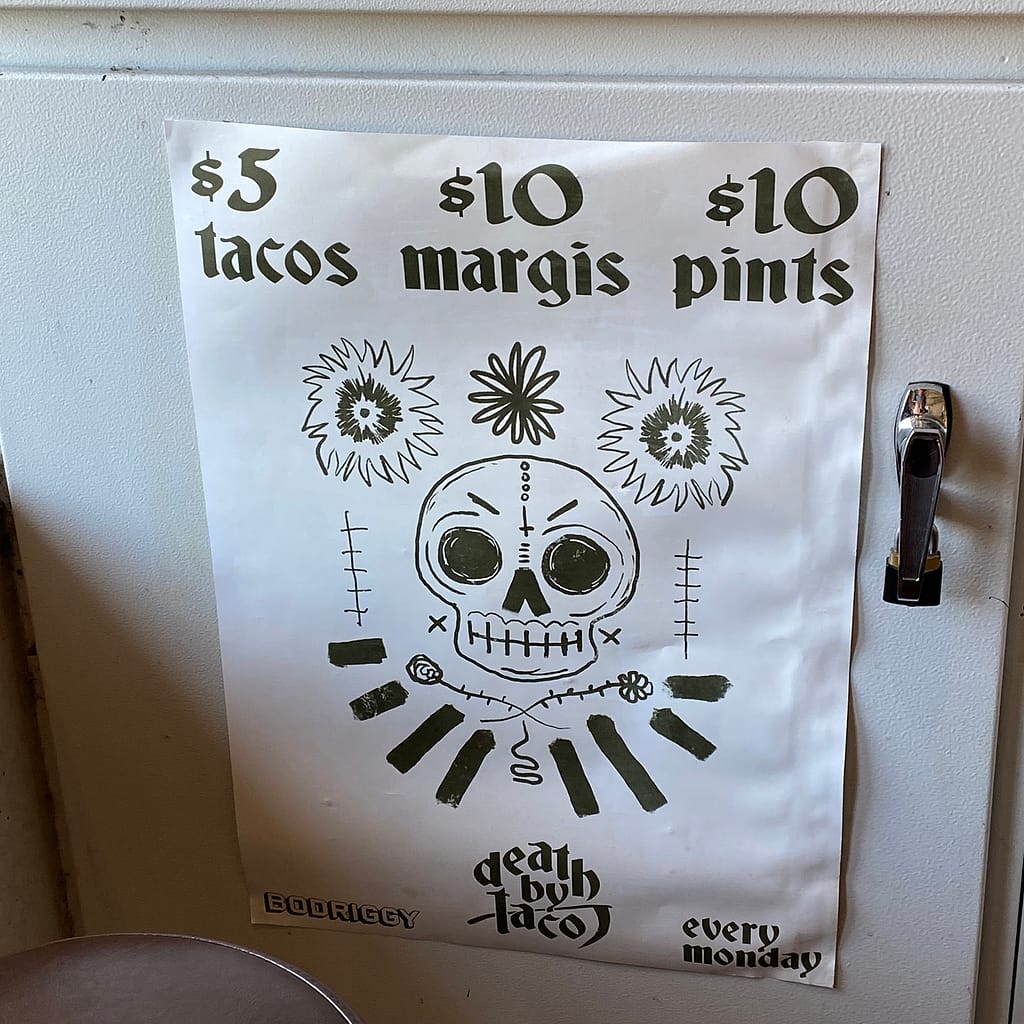 $5 $10 $10
tacos margis pints
BODRIGGY
death
by
tacos
every
monday